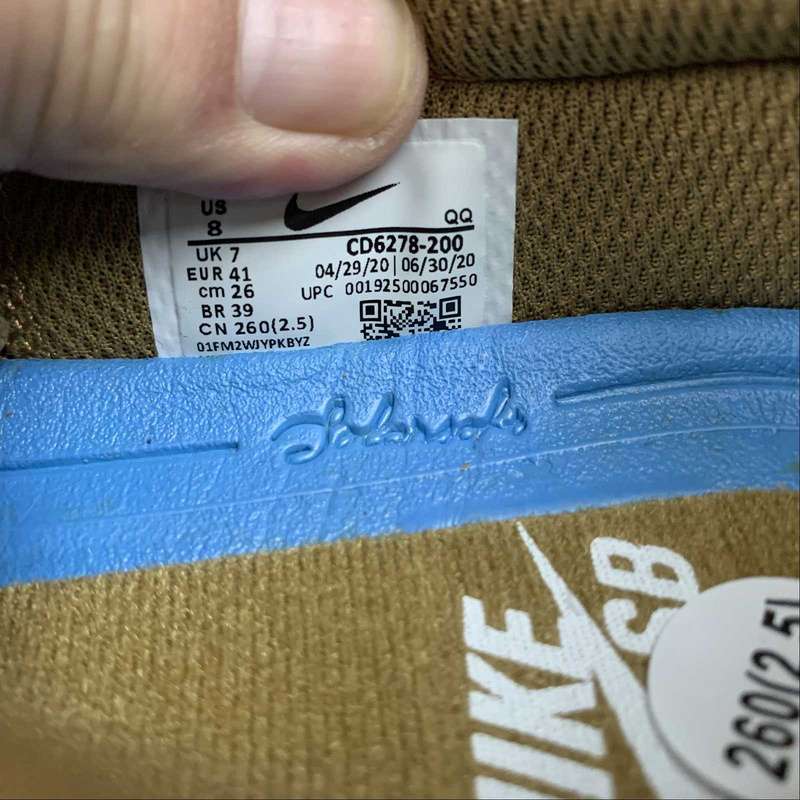 US
8
QQ
UK 7
CD6278-200
EUR 41
04/29/20 | 06/30/20
cm 26
UPC 00192500067550
BR 39
CN 260(2.5)
01FM2WJYPKBYZ
NIKE
SB
260(2.5)